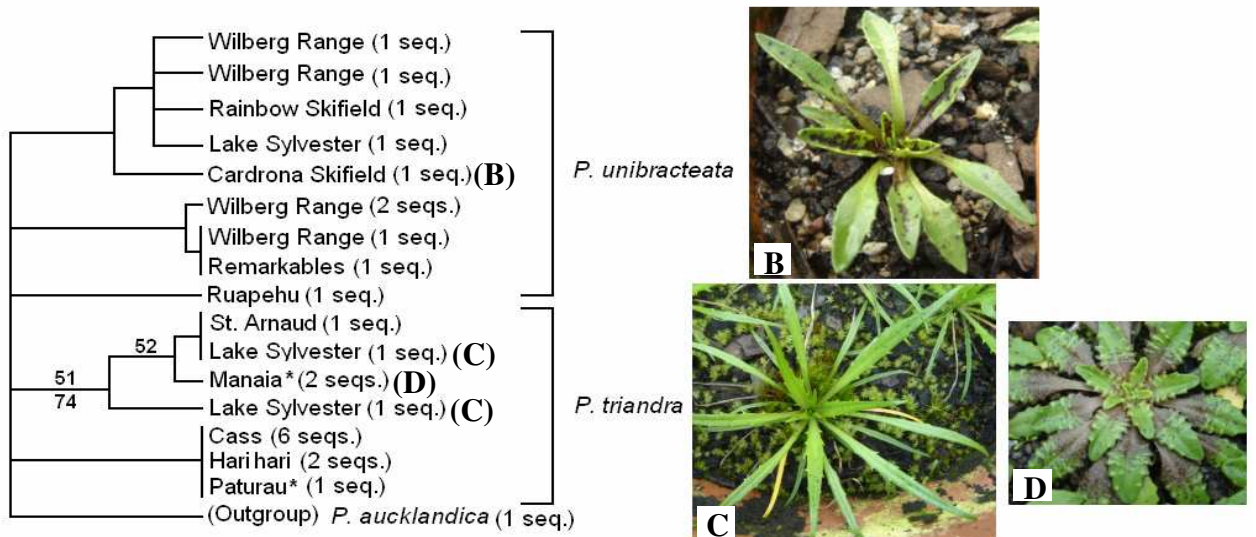 Wilberg Range (1 seq.)
Wilberg Range (1 seq.)
Rainbow Skifield (1 seq.)
Lake Sylvester (1 seq.)
Cardrona Skifield (1 seq.) (B)
Wilberg Range (2 seqs.)
Wilberg Range (1 seq.)
Remarkables (1 seq.)
Ruapehu (1 seq.)
P. unibracteata
St. Arnaud (1 seq.)
52
Lake Sylvester (1 seq.) (C)
Manaia* (2 seqs.) (D)
51
74
Lake Sylvester (1 seq.) (C)
P. triandra
Cass (6 seqs.)
Hari hari (2 seqs.)
Paturau* (1 seq.)
(Outgroup) P. aucklandica (1 seq.)
B
C
D